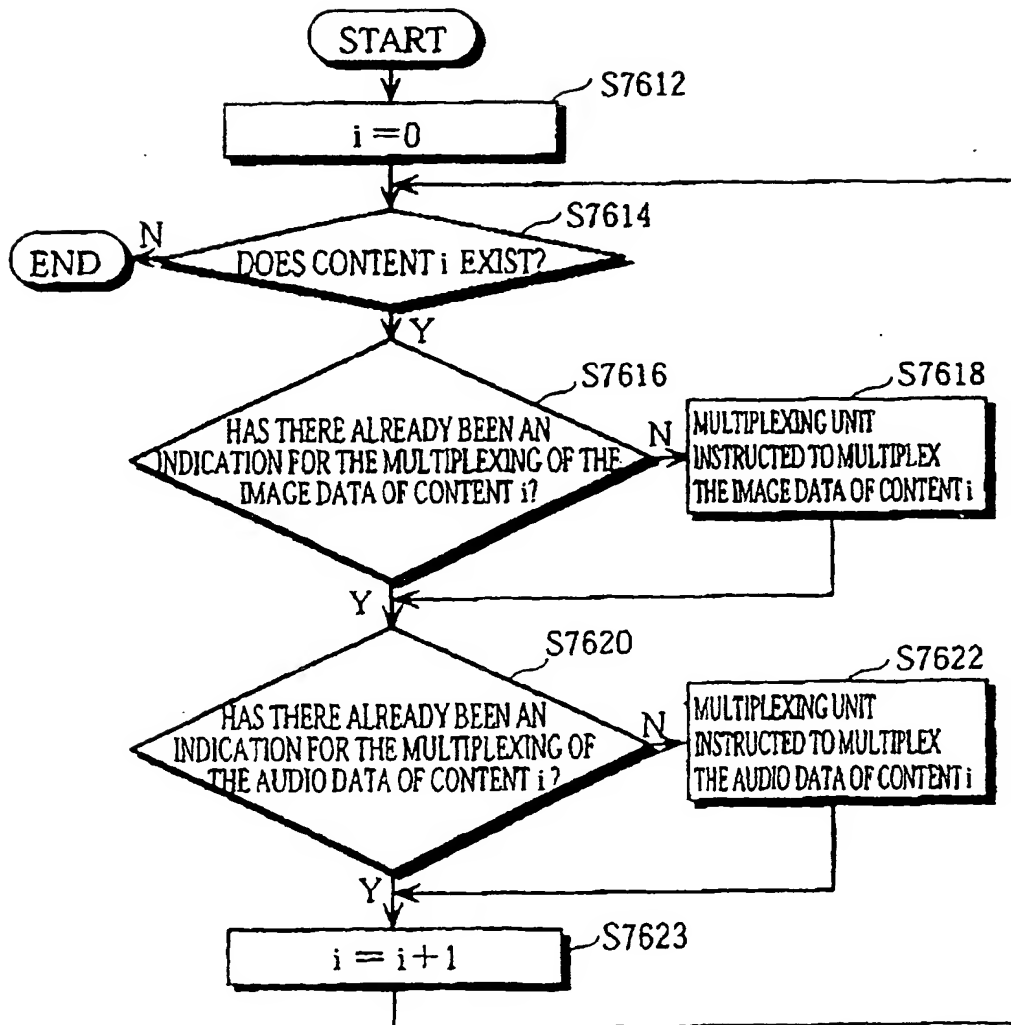 START
S7612
i=0
S7614
N
END
DOES CONTENT i EXIST?
Y
S7616
HAS THERE ALREADY BEEN AN
INDICATION FOR THE MULTIPLEXING OF THE
IMAGE DATA OF CONTENT i?
N
S7618
MULTIPLEXING UNIT
INSTRUCTED TO MULTIPLEX
THE IMAGE DATA OF CONTENT i
Y
S7620
HAS THERE ALREADY BEEN AN
INDICATION FOR THE MULTIPLEXING OF
THE AUDIO DATA OF CONTENT i?
N
S7622
MULTIPLEXING UNIT
INSTRUCTED TO MULTIPLEX
THE AUDIO DATA OF CONTENT i
Y
S7623
i = i+1